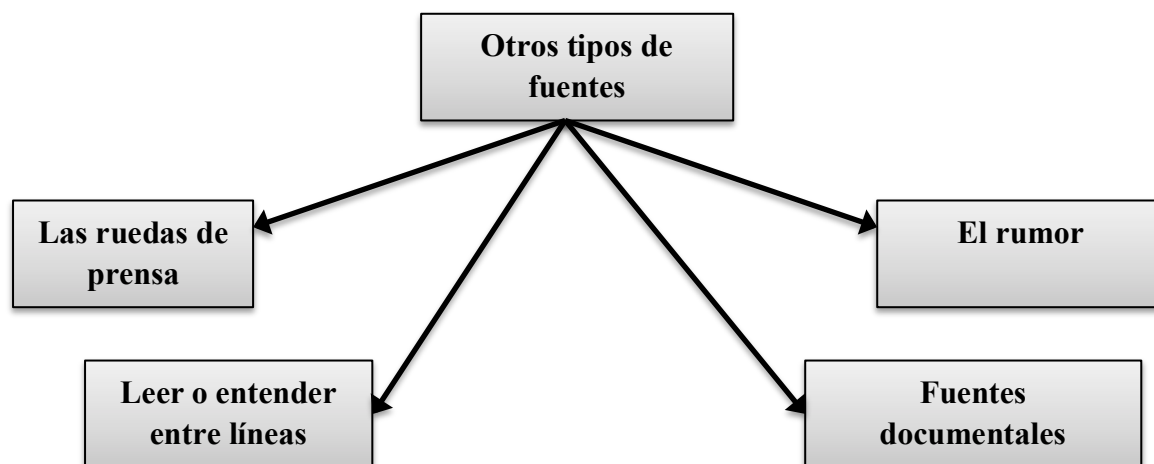 Otros tipos de
fuentes
Las ruedas de
prensa
El rumor
Leer o entender
entre líneas
Fuentes
documentales